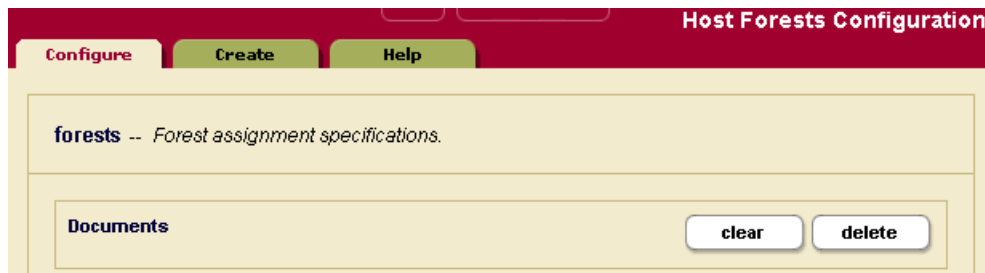 Host Forests Configuration
Configure Create Help
forests -- Forest assignment specifications.
Documents clear delete